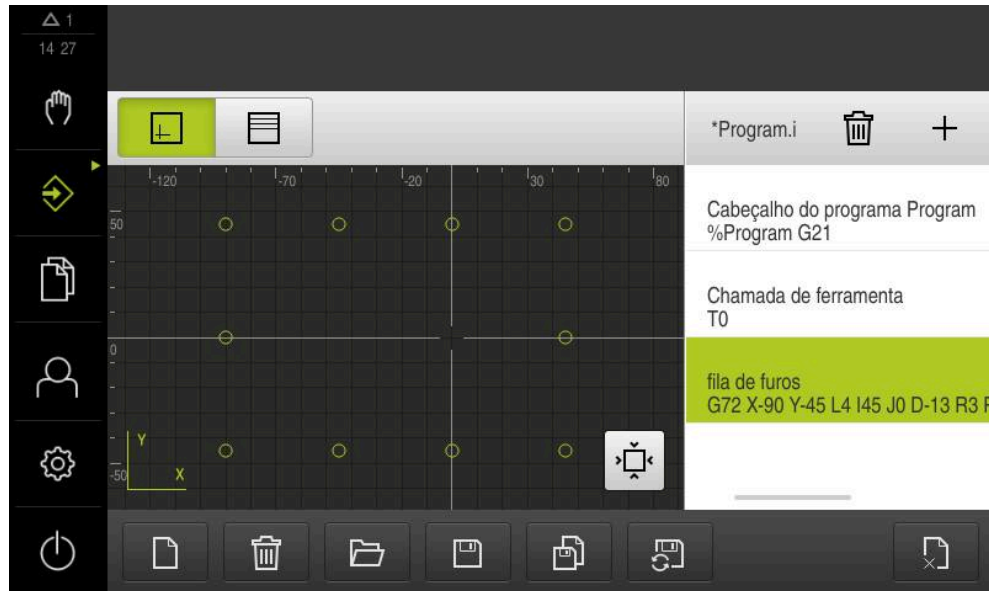 1
14 27
*Program.i
-120 -70 -20 30 80
50
0
-50
Y
X
Cabeçalho do programa Program
%Program G21
Chamada de ferramenta
T0
fila de furos
G72 X-90 Y-45 L4 I45 J0 D-13 R3